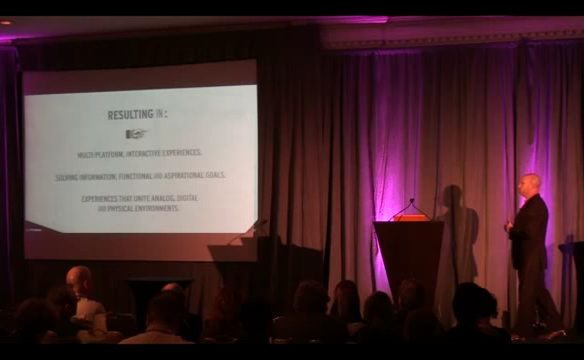 RESULTING IN:
MULTI-PLATFORM, INTERACTIVE EXPERIENCES.
SOLVING INFORMATION, FUNCTIONAL AND ASPIRATIONAL GOALS.
EXPERIENCES THAT UNITE ANALOG, DIGITAL
AND PHYSICAL ENVIRONMENTS.